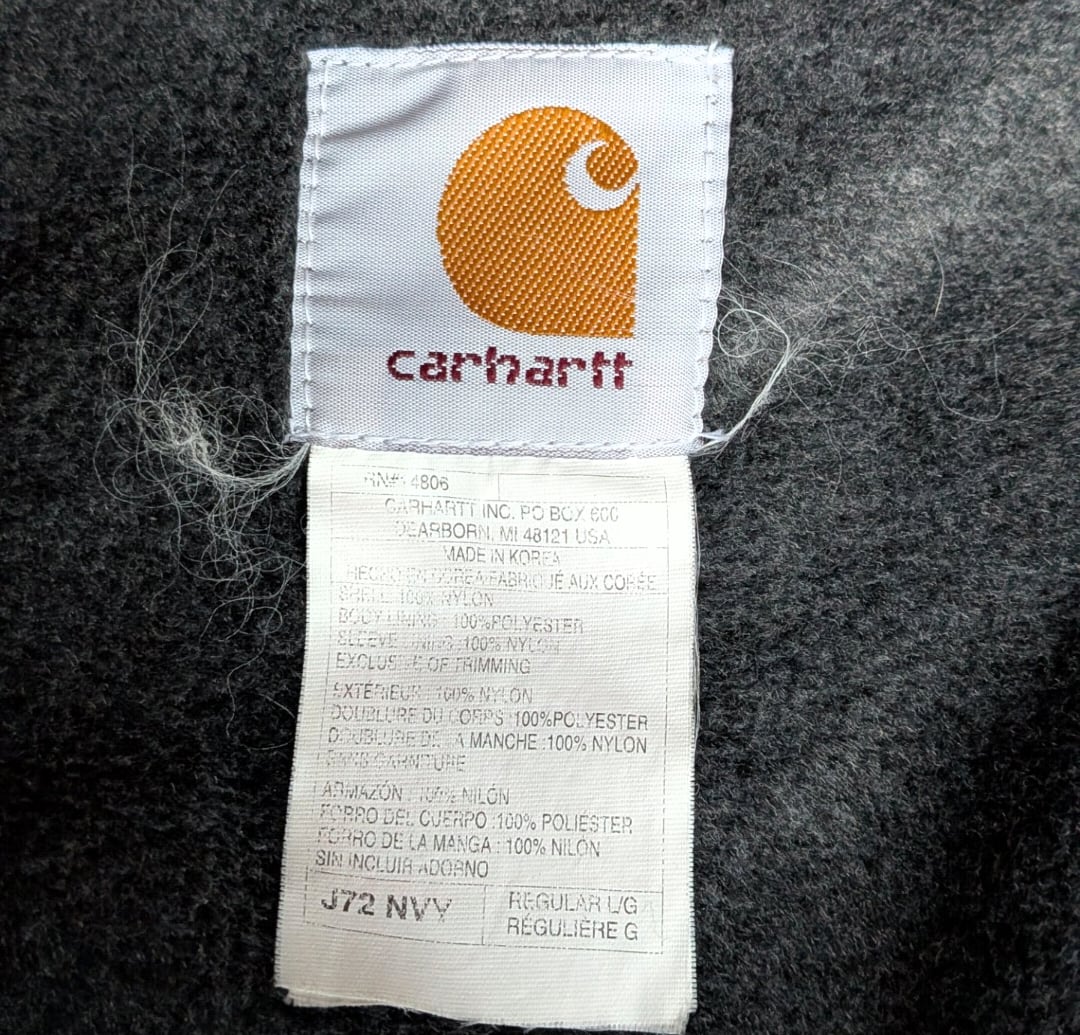 carhartt
RN#: 4806
CARHARTT INC. PO BOX 600
DEARBORN, MI 48121 USA
MADE IN KOREA
HECHO EN COREA/FABRIQUÉ AUX CORÉE
SHELL :100% NYLON
BODY LINING : 100%POLYESTER
SLEEVE LINING :100% NYLON
EXCLUSIVE OF TRIMMING
EXTÉRIEUR : 100% NYLON
DOUBLURE DU CORPS :100%POLYESTER
DOUBLURE DE LA MANCHE :100% NYLON
SANS GARNITURE
ARMAZÓN : 100% NILÓN
FORRO DEL CUERPO :100% POLIÉSTER
FORRO DE LA MANGA : 100% NILÓN
SIN INCLUIR ADORNO
J72 NVY
REGULAR L/G
RÉGULIÈRE G